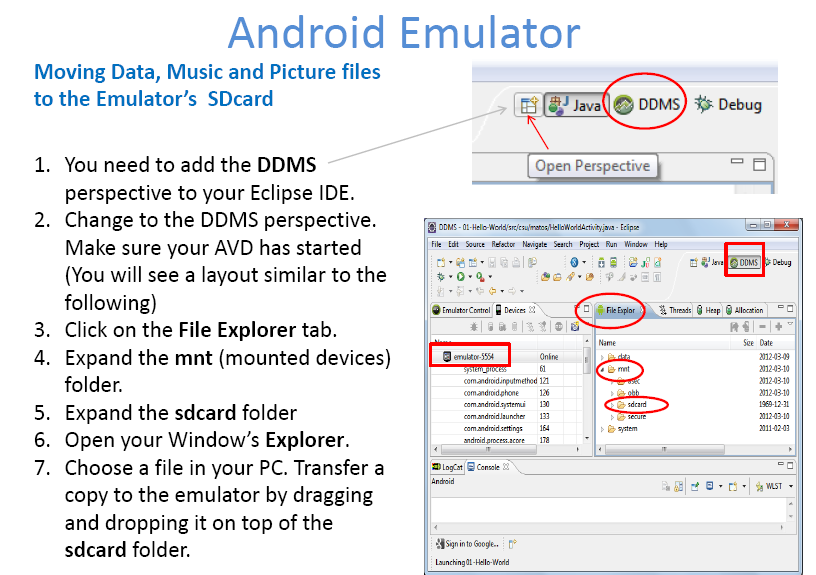 Android Emulator
Moving Data, Music and Picture files
to the Emulator's SDcard
Java
DDMS
Debug
Open Perspective
1. You need to add the DDMS
perspective to your Eclipse IDE.
2. Change to the DDMS perspective.
Make sure your AVD has started
(You will see a layout similar to the
following)
3. Click on the File Explorer tab.
4. Expand the mnt (mounted devices)
folder.
5. Expand the sdcard folder
6. Open your Window's Explorer.
7. Choose a file in your PC. Transfer a
copy to the emulator by dragging
and dropping it on top of the
sdcard folder.
DDMS - 01-Hello-World/src/csu/matos/HelloWorldActivity.java - Eclipse
File Edit Source Refactor Navigate Search Project Run Window Help
Java DDMS Debug
Emulator Control Devices
emulator-5554 Online
system_process 61
com.android.inputmethod 121
com.android.phone 126
com.android.systemui 130
com.android.launcher 133
com.android.settings 164
android.process.acore 178
File Explor Threads Heap Allocation
Name Size Date
data 2012-03-09
mnt 2012-03-10
asec 2012-03-10
obb 2012-03-10
sdcard 1969-12-31
secure 2012-03-10
system 2011-02-03
LogCat Console
Android
WLST
Sign in to Google...
Launching 01-Hello-World